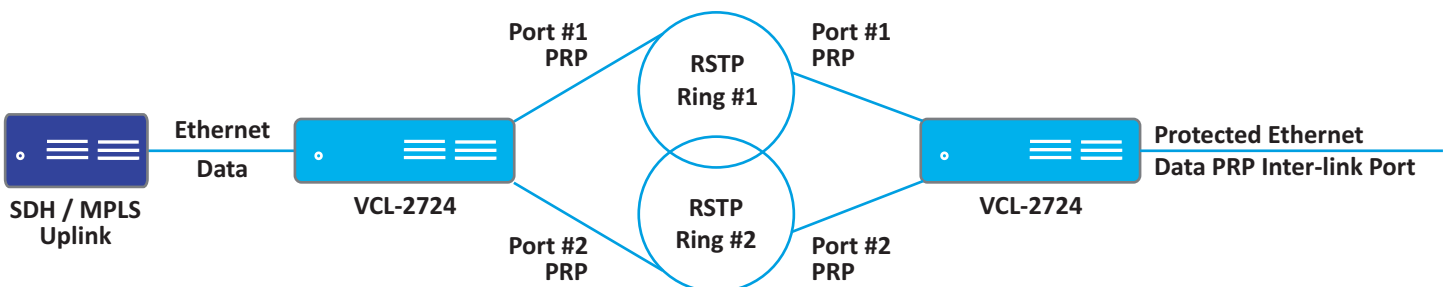 SDH / MPLS
Uplink
Ethernet
Data
VCL-2724
Port #1
PRP
Port #2
PRP
RSTP
Ring #1
RSTP
Ring #2
Port #1
PRP
Port #2
PRP
VCL-2724
Protected Ethernet
Data PRP Inter-link Port